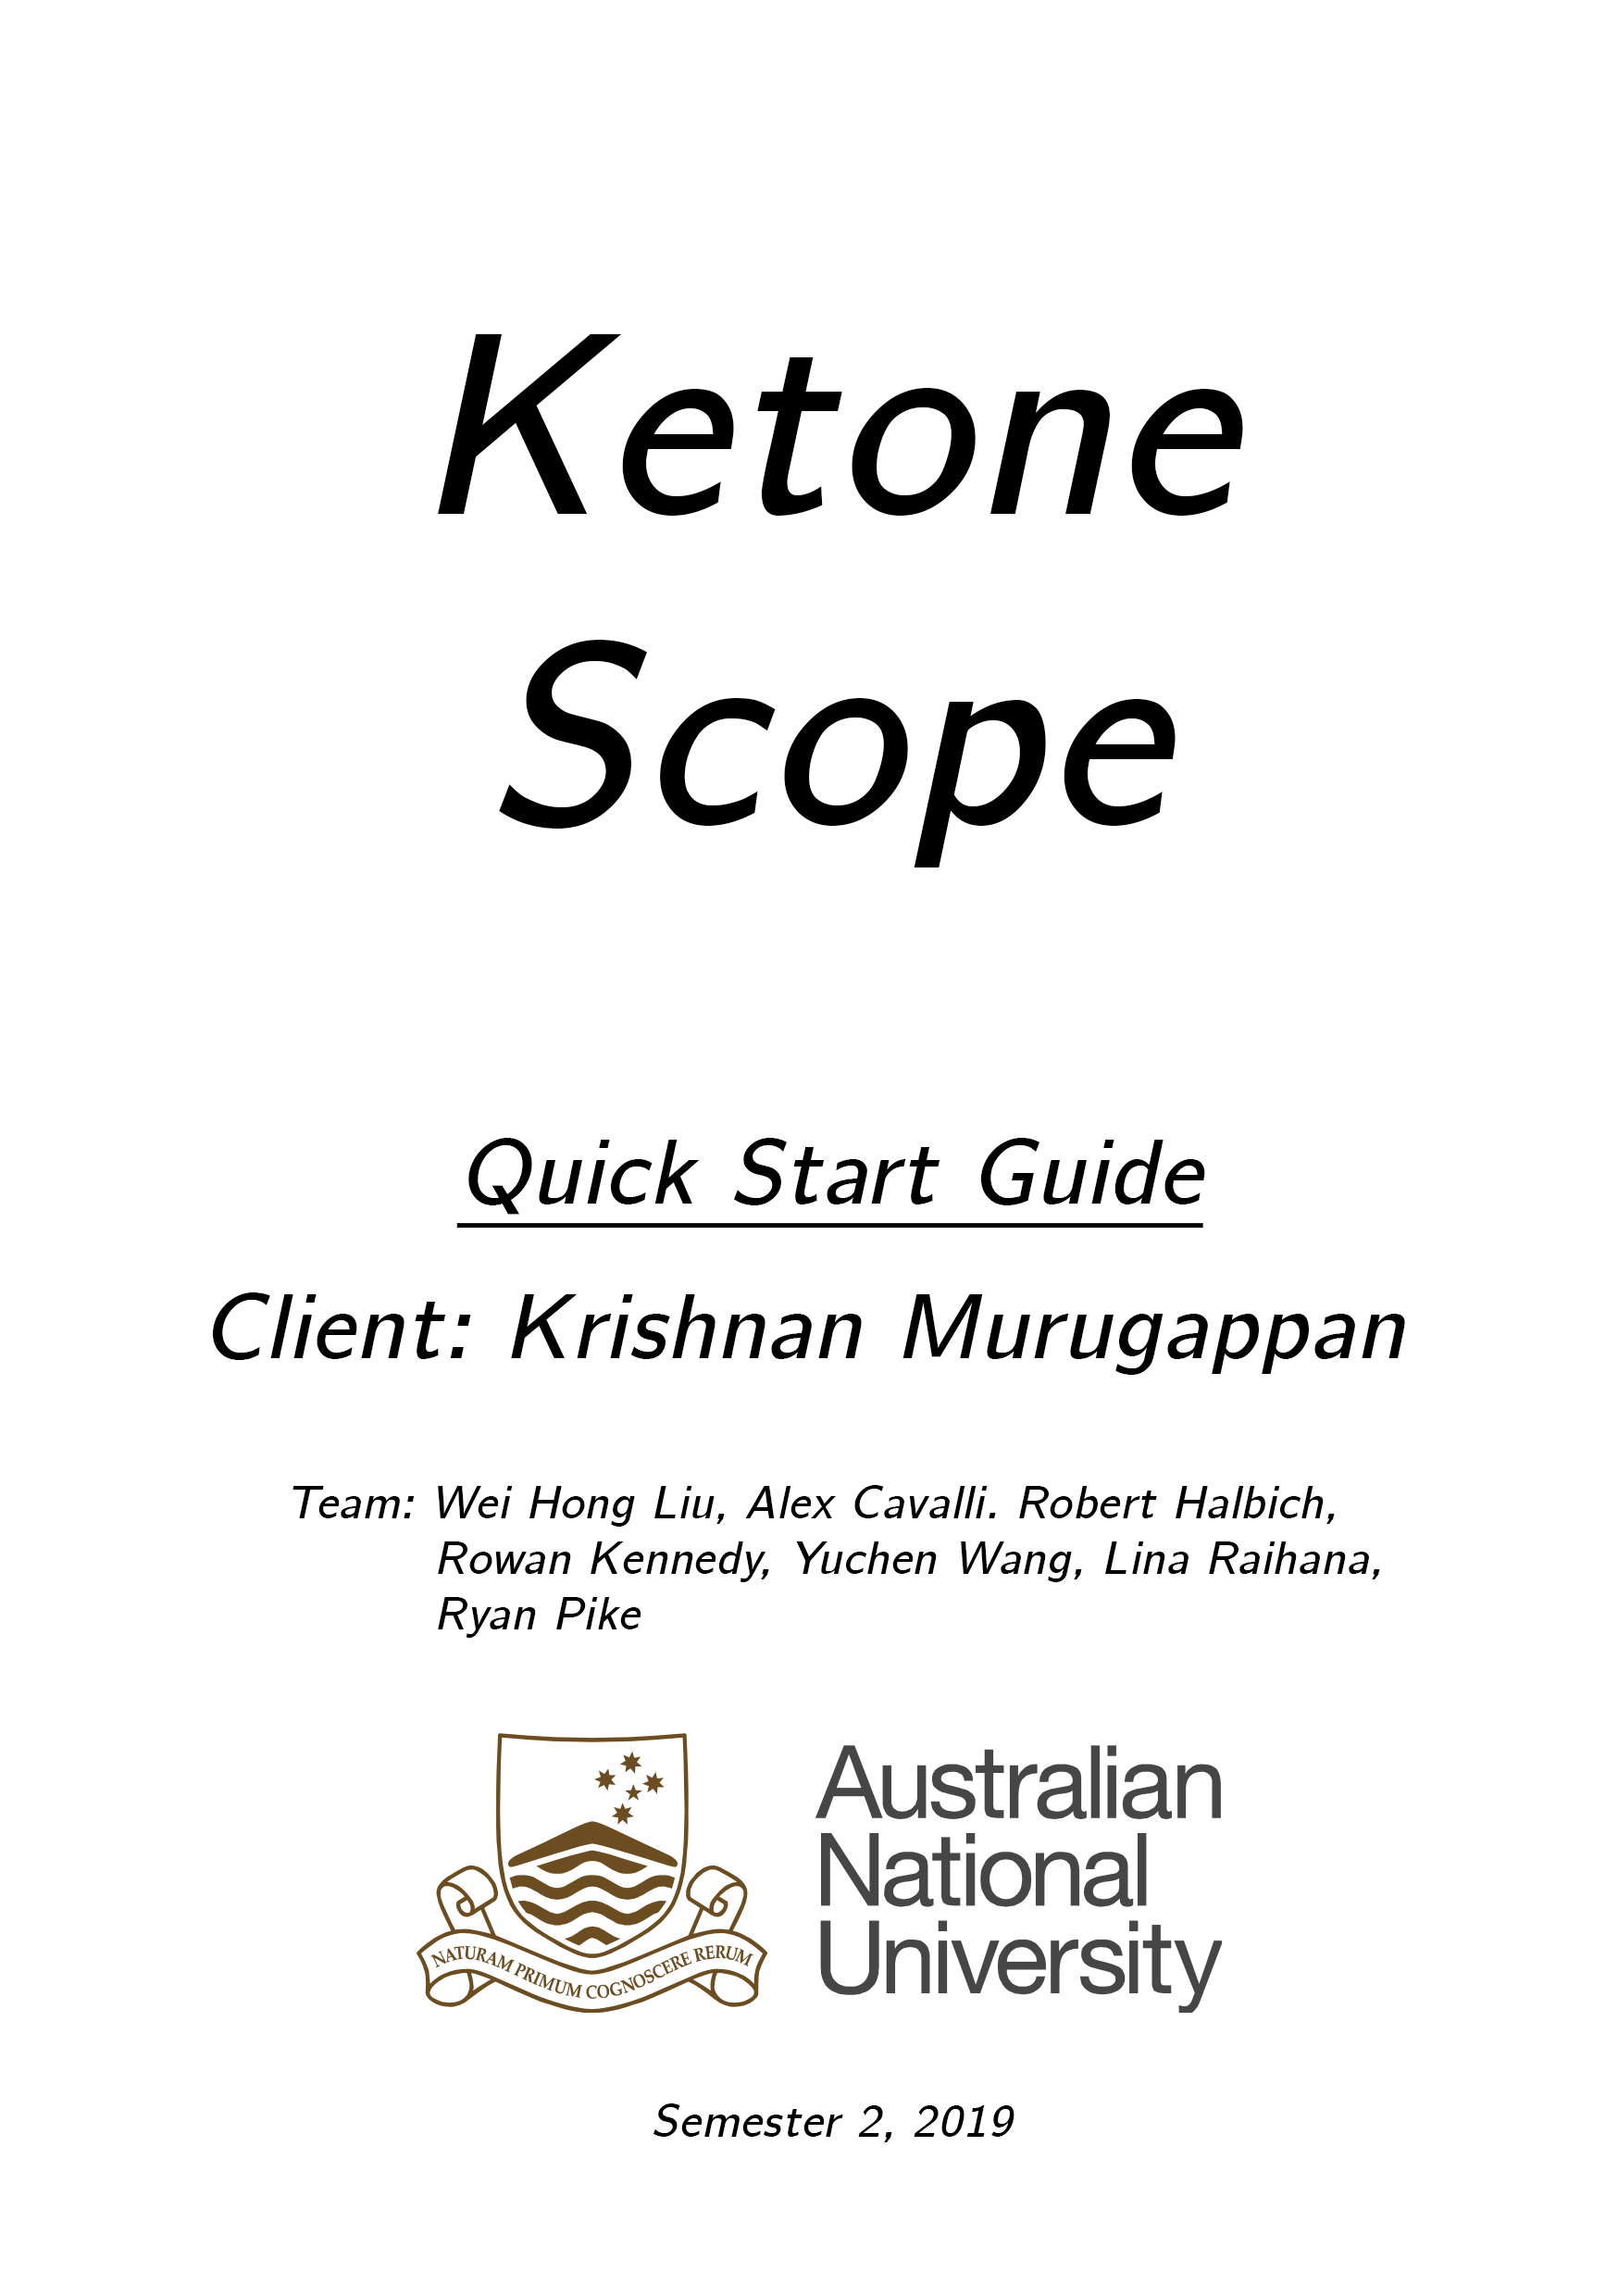 Ketone
Scope
Quick Start Guide
Client: Krishnan Murugappan
Team: Wei Hong Liu, Alex Cavalli. Robert Halbich,
Rowan Kennedy, Yuchen Wang, Lina Raihana,
Ryan Pike
NATURAM PRIMUM COGNOSCERE RERUM
Australian
National
University
Semester 2, 2019